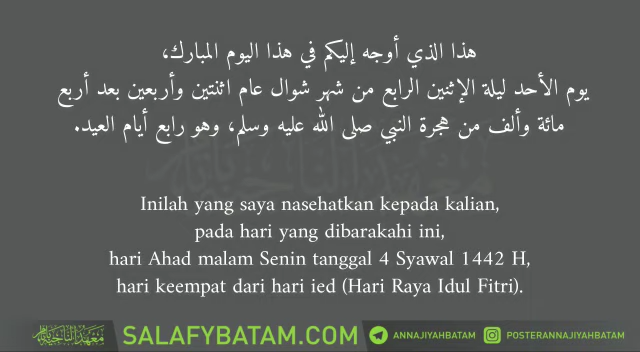 هذا الذي أوجه إليكم في هذا اليوم المبارك،
يوم الأحد ليلة الإثنين الرابع من شهر شوال عام اثنتين وأربعين بعد أربع
مائة وألف من هجرة النبي صلى الله عليه وسلم، وهو رابع أيام العيد.
Inilah yang saya nasehatkan kepada kalian,
pada hari yang dibarakahi ini,
hari Ahad malam Senin tanggal 4 Syawal 1442 H,
hari keempat dari hari ied (Hari Raya Idul Fitri).
SALAFYBATAM.COM ANNAJIYAHBATAM POSTERANNAJIYAHBATAM